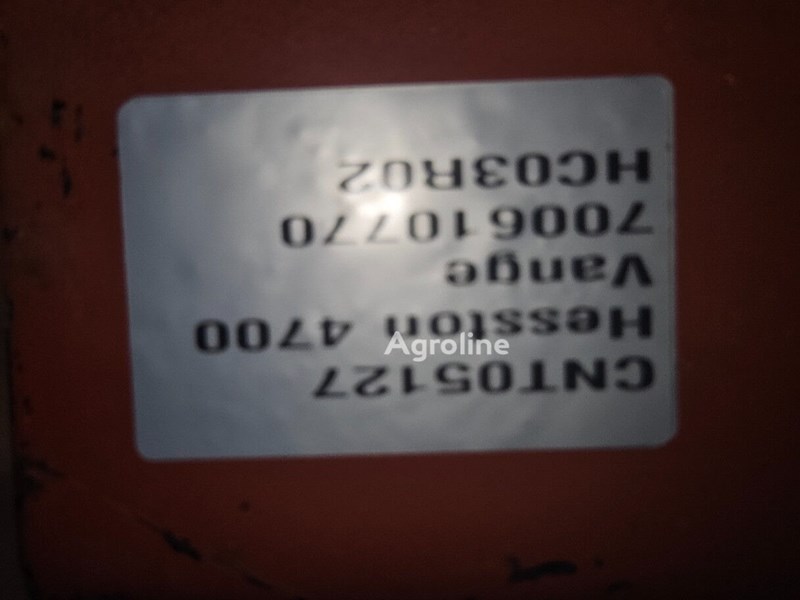 CNT05127
Hesston 4700
Vange
700610770
HC03R02
Agroline